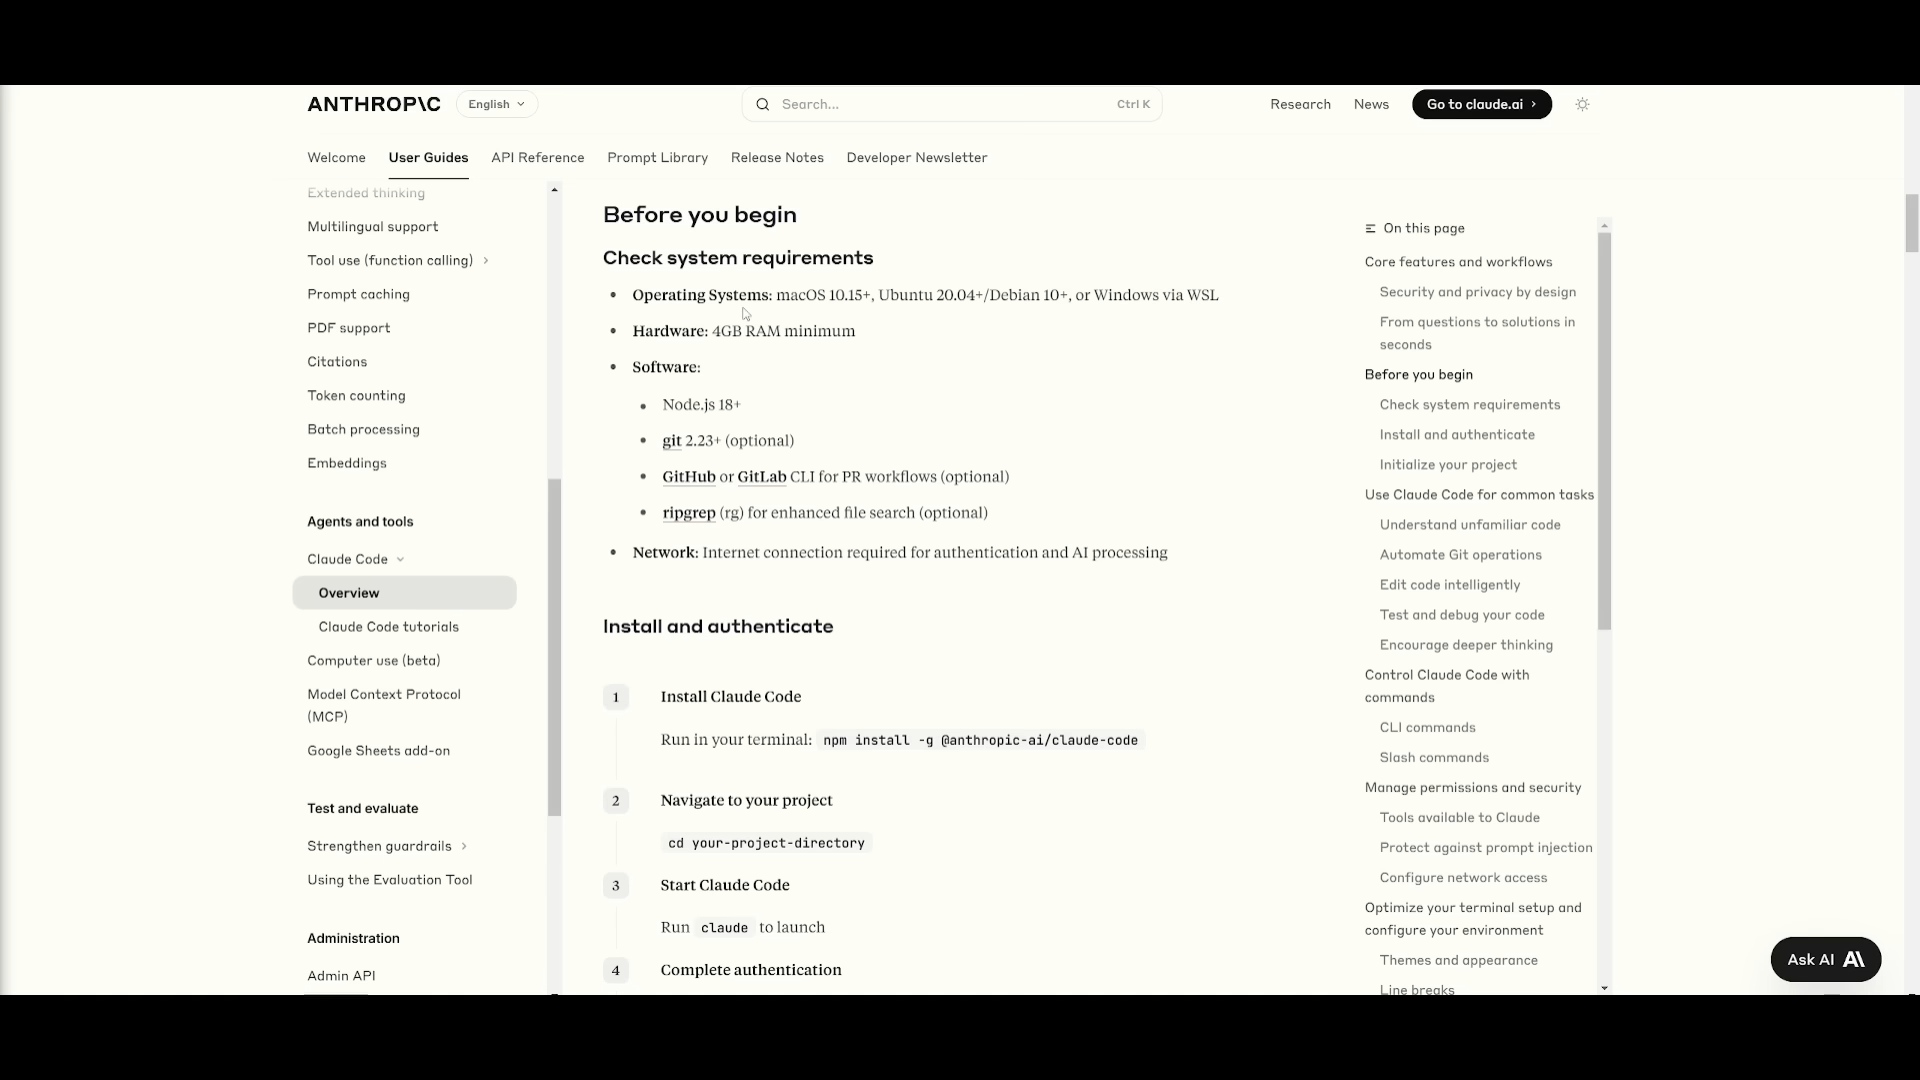 ANTHROP\C
English
Search...
Ctrl K
Research
News
Go to claude.ai
Welcome
User Guides
API Reference
Prompt Library
Release Notes
Developer Newsletter
Extended thinking
Multilingual support
Tool use (function calling)
Prompt caching
PDF support
Citations
Token counting
Batch processing
Embeddings
Agents and tools
Claude Code
Overview
Claude Code tutorials
Computer use (beta)
Model Context Protocol
(MCP)
Google Sheets add-on
Test and evaluate
Strengthen guardrails
Using the Evaluation Tool
Administration
Admin API
Before you begin
Check system requirements
• Operating Systems: macOS 10.15+, Ubuntu 20.04+/Debian 10+, or Windows via WSL
• Hardware: 4GB RAM minimum
• Software:
• Node.js 18+
• git 2.23+ (optional)
• GitHub or GitLab CLI for PR workflows (optional)
• ripgrep (rg) for enhanced file search (optional)
• Network: Internet connection required for authentication and AI processing
Install and authenticate
1 Install Claude Code
Run in your terminal: npm install -g @anthropic-ai/claude-code
2 Navigate to your project
cd your-project-directory
3 Start Claude Code
Run claude to launch
4 Complete authentication
On this page
Core features and workflows
Security and privacy by design
From questions to solutions in
seconds
Before you begin
Check system requirements
Install and authenticate
Initialize your project
Use Claude Code for common tasks
Understand unfamiliar code
Automate Git operations
Edit code intelligently
Test and debug your code
Encourage deeper thinking
Control Claude Code with
commands
CLI commands
Slash commands
Manage permissions and security
Tools available to Claude
Protect against prompt injection
Configure network access
Optimize your terminal setup and
configure your environment
Themes and appearance
Line breaks
Ask AI